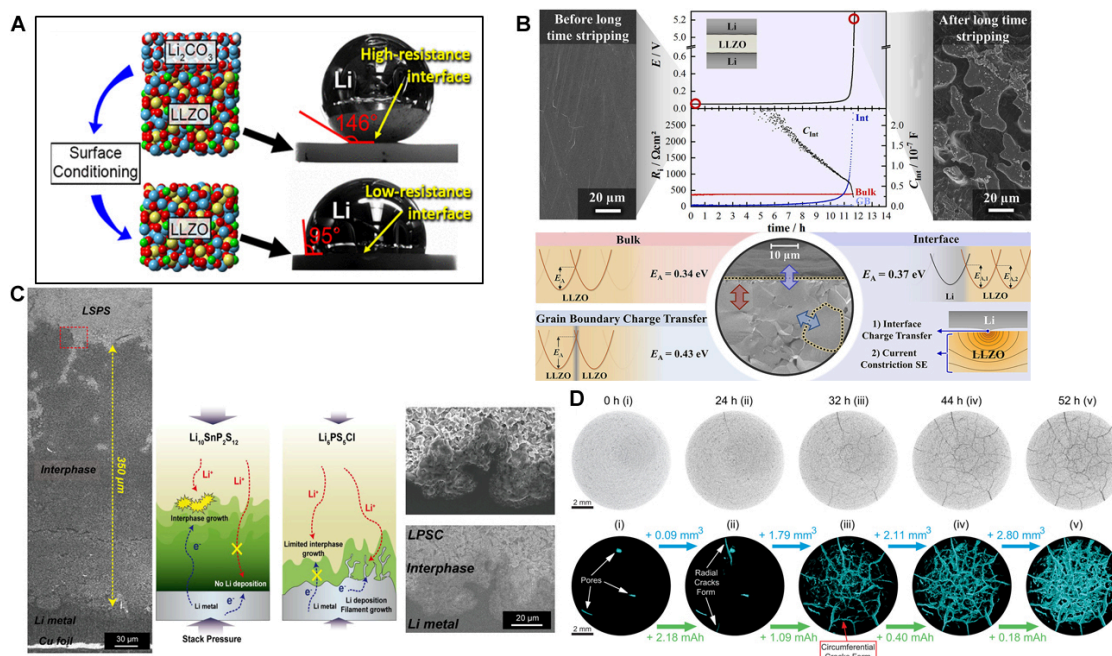 A
Li2CO3
LLZO
Surface
Conditioning
LLZO
Li
High-resistance
interface
146°
Li
Low-resistance
interface
95°
B
Before long
time stripping
20 µm
E / V
5.2
5.0
0.4
0.2
0.0
Li
LLZO
Li
Ri / Ωcm²
2500
2000
1500
1000
500
0
CInt
Int
Bulk
GB
2.0
1.5
1.0
0.5
0.0
CInt / 10⁻⁷ F
0 1 2 3 4 5 6 7 8 9 10 11 12 13 14
time / h
After long time
stripping
20 µm
Bulk
EA
LLZO
EA = 0.34 eV
Grain Boundary Charge Transfer
EA
LLZO LLZO
EA = 0.43 eV
10 µm
Interface
EA = 0.37 eV
EA,1
EA,2
Li
LLZO
1) Interface
Charge Transfer
2) Current
Constriction SE
Li
LLZO
C
LSPS
350 µm
Interphase
Li metal
Cu foil
30 µm
Li10SnP2S12
Li⁺
Li⁺
Interphase growth
e⁻
No Li deposition
Li metal
e⁻
Stack Pressure
Li6PS5Cl
Li⁺
Li⁺
Limited interphase
growth
e⁻
Li metal
e⁻
Li deposition
Filament growth
LPSC
Interphase
Li metal
20 µm
D
0 h (i)
24 h (ii)
32 h (iii)
44 h (iv)
52 h (v)
2 mm
(i)
+ 0.09 mm³
(ii)
+ 1.79 mm³
(iii)
+ 2.11 mm³
(iv)
+ 2.80 mm³
(v)
Pores
Radial
Cracks
Form
2 mm
+ 2.18 mAh
+ 1.09 mAh
+ 0.40 mAh
+ 0.18 mAh
Circumferential